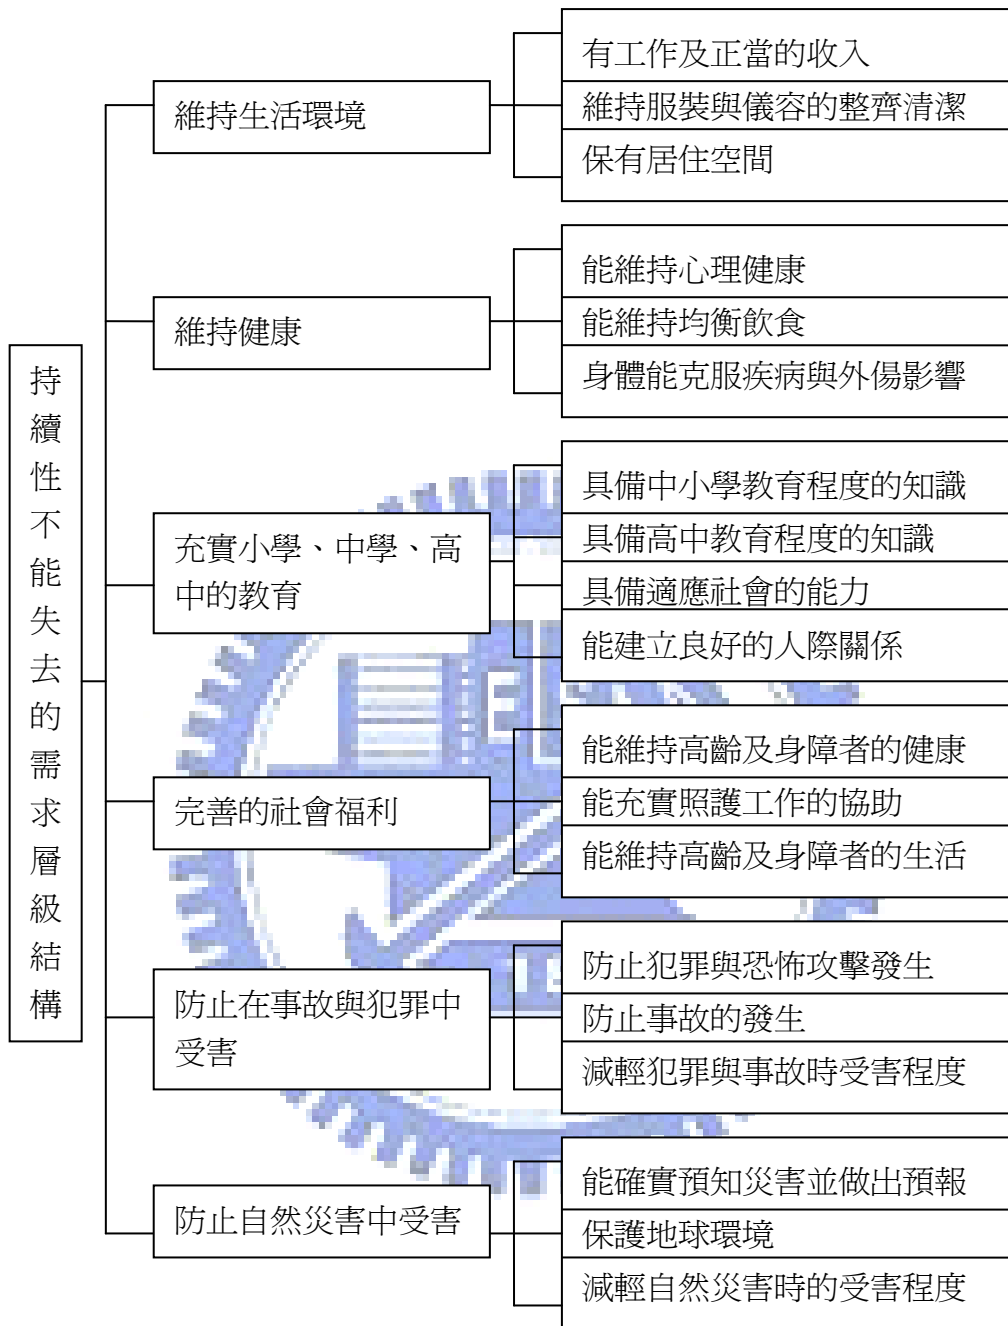 持續性不能失去的需求層級結構
維持生活環境
有工作及正當的收入
維持服裝與儀容的整齊清潔
保有居住空間
維持健康
能維持心理健康
能維持均衡飲食
身體能克服疾病與外傷影響
充實小學、中學、高
中的教育
具備中小學教育程度的知識
具備高中教育程度的知識
具備適應社會的能力
能建立良好的人際關係
完善的社會福利
能維持高齡及身障者的健康
能充實照護工作的協助
能維持高齡及身障者的生活
防止在事故與犯罪中
受害
防止犯罪與恐怖攻擊發生
防止事故的發生
減輕犯罪與事故時受害程度
防止自然災害中受害
能確實預知災害並做出預報
保護地球環境
減輕自然災害時的受害程度